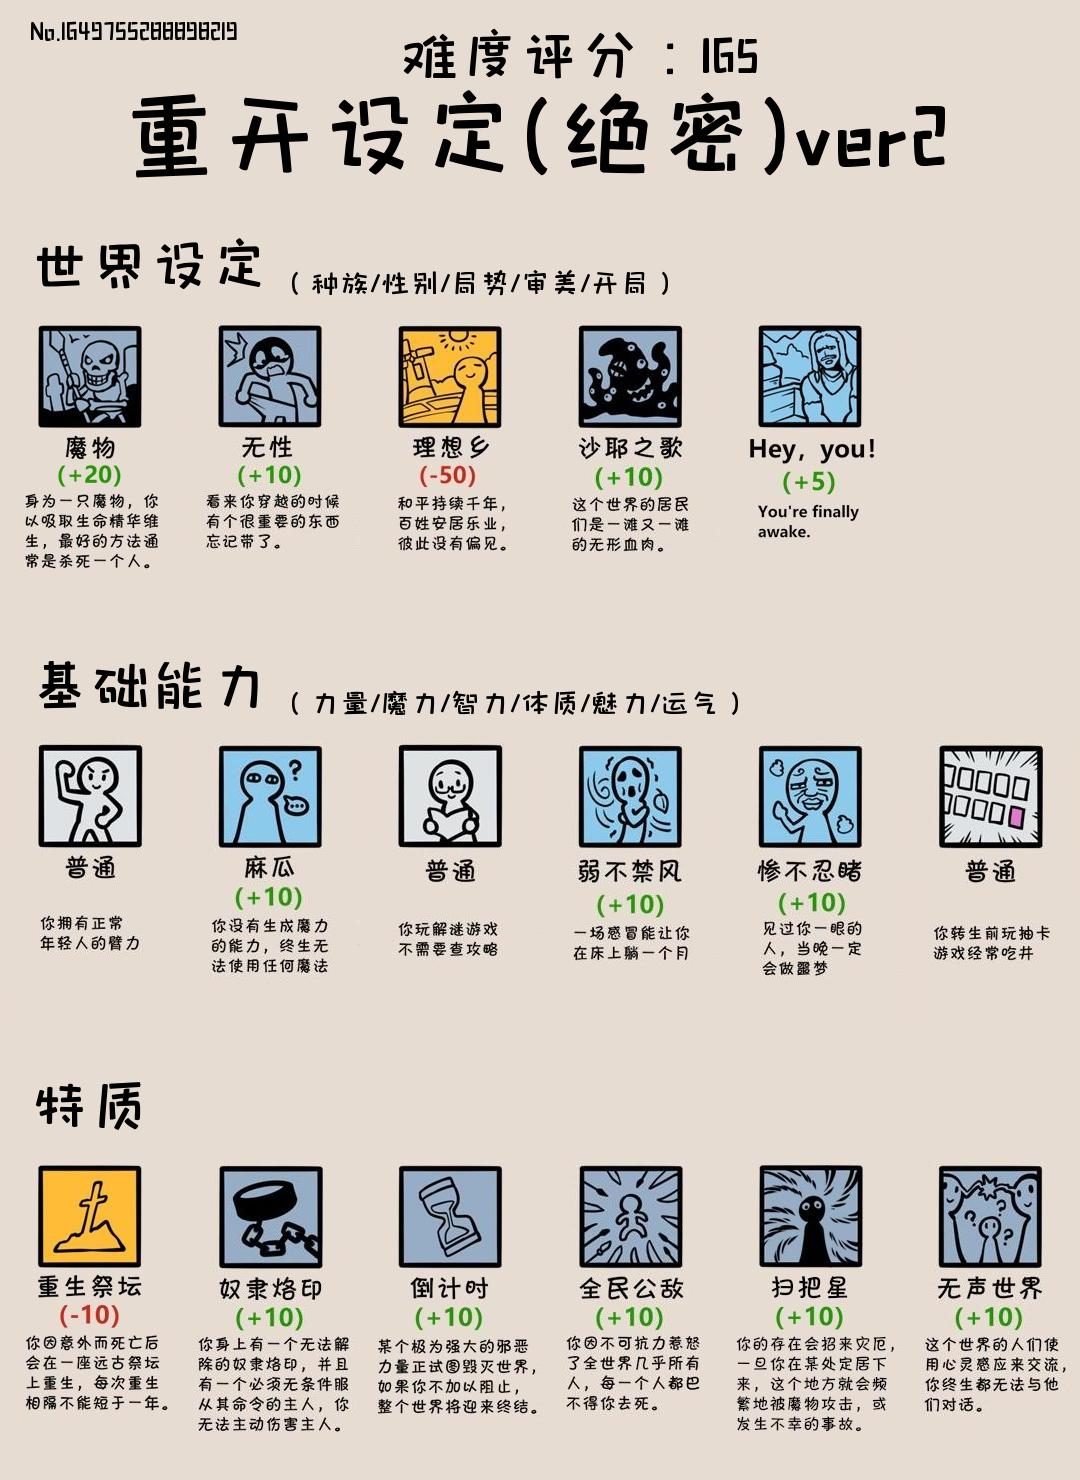 No.1649755288898219
难度评分：165
重开设定(绝密)ver2
世界设定 （种族/性别/局势/审美/开局）
魔物
(+20)
身为一只魔物，你
以吸取生命精华维
生，最好的方法通
常是杀死一个人。
无性
(+10)
看来你穿越的时候
有个很重要的东西
忘记带了。
理想乡
(-50)
和平持续千年，
百姓安居乐业，
彼此没有偏见。
沙耶之歌
(+10)
这个世界的居民
们是一滩又一滩
的无形血肉。
Hey, you!
(+5)
You're finally
awake.
基础能力 （力量/魔力/智力/体质/魅力/运气）
普通
你拥有正常
年轻人的臂力
麻瓜
(+10)
你没有生成魔力
的能力，终生无
法使用任何魔法
普通
你玩解谜游戏
不需要查攻略
弱不禁风
(+10)
一场感冒能让你
在床上躺一个月
惨不忍睹
(+10)
见过你一眼的
人，当晚一定
会做噩梦
普通
你转生前玩抽卡
游戏经常吃井
特质
重生祭坛
(-10)
你因意外而死亡后
会在一座远古祭坛
上重生，每次重生
相隔不能短于一年。
奴隶烙印
(+10)
你身上有一个无法解
除的奴隶烙印，并且
有一个必须无条件服
从其命令的主人，你
无法主动伤害主人。
倒计时
(+10)
某个极为强大的邪恶
力量正试图毁灭世界，
如果你不加以阻止，
整个世界将迎来终结。
全民公敌
(+10)
你因不可抗力惹怒
了全世界几乎所有
人，每一个人都巴
不得你去死。
扫把星
(+10)
你的存在会招来灾厄，
一旦你在某处定居下
来，这个地方就会频
繁地被魔物攻击，或
发生不幸的事故。
无声世界
(+10)
这个世界的人们使
用心灵感应来交流，
你终生都无法与他
们对话。